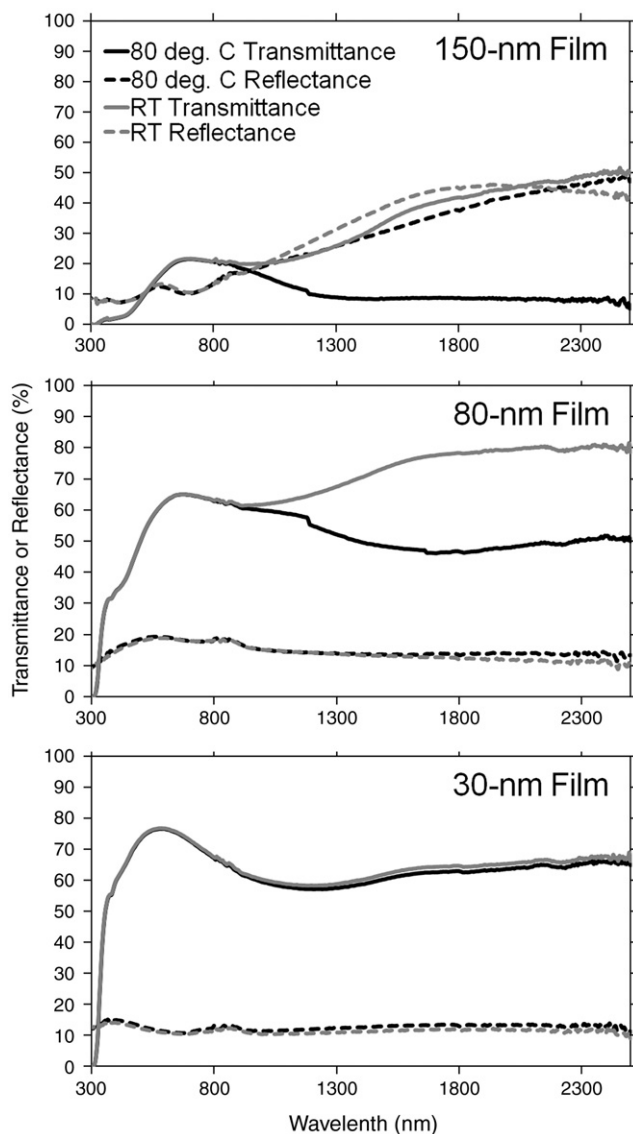 100
90
80
70
60
50
40
30
20
10
0
80 deg. C Transmittance
80 deg. C Reflectance
RT Transmittance
RT Reflectance
150-nm Film
300 800 1300 1800 2300
Transmittance or Reflectance (%)
100
90
80
70
60
50
40
30
20
10
0
80-nm Film
300 800 1300 1800 2300
100
90
80
70
60
50
40
30
20
10
0
30-nm Film
300 800 1300 1800 2300
Wavelenth (nm)